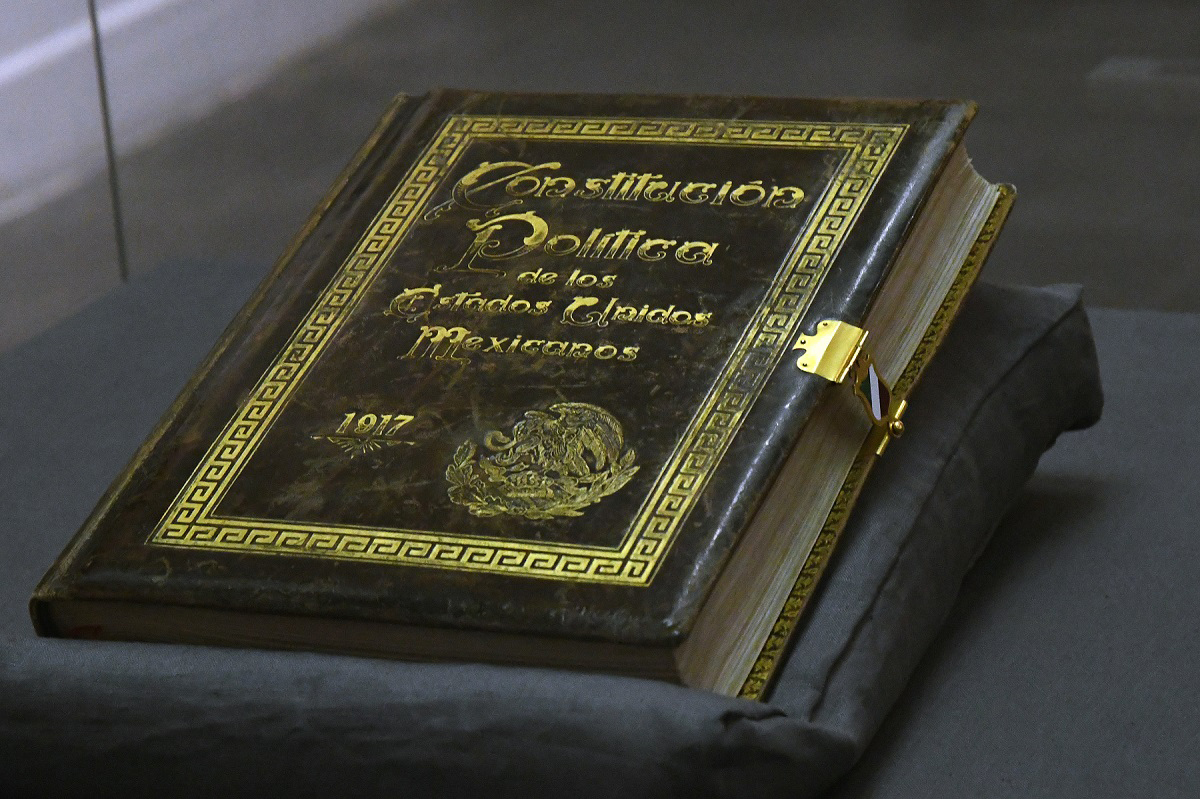 Constitución
Política
de los
Estados Unidos
Mexicanos
1917